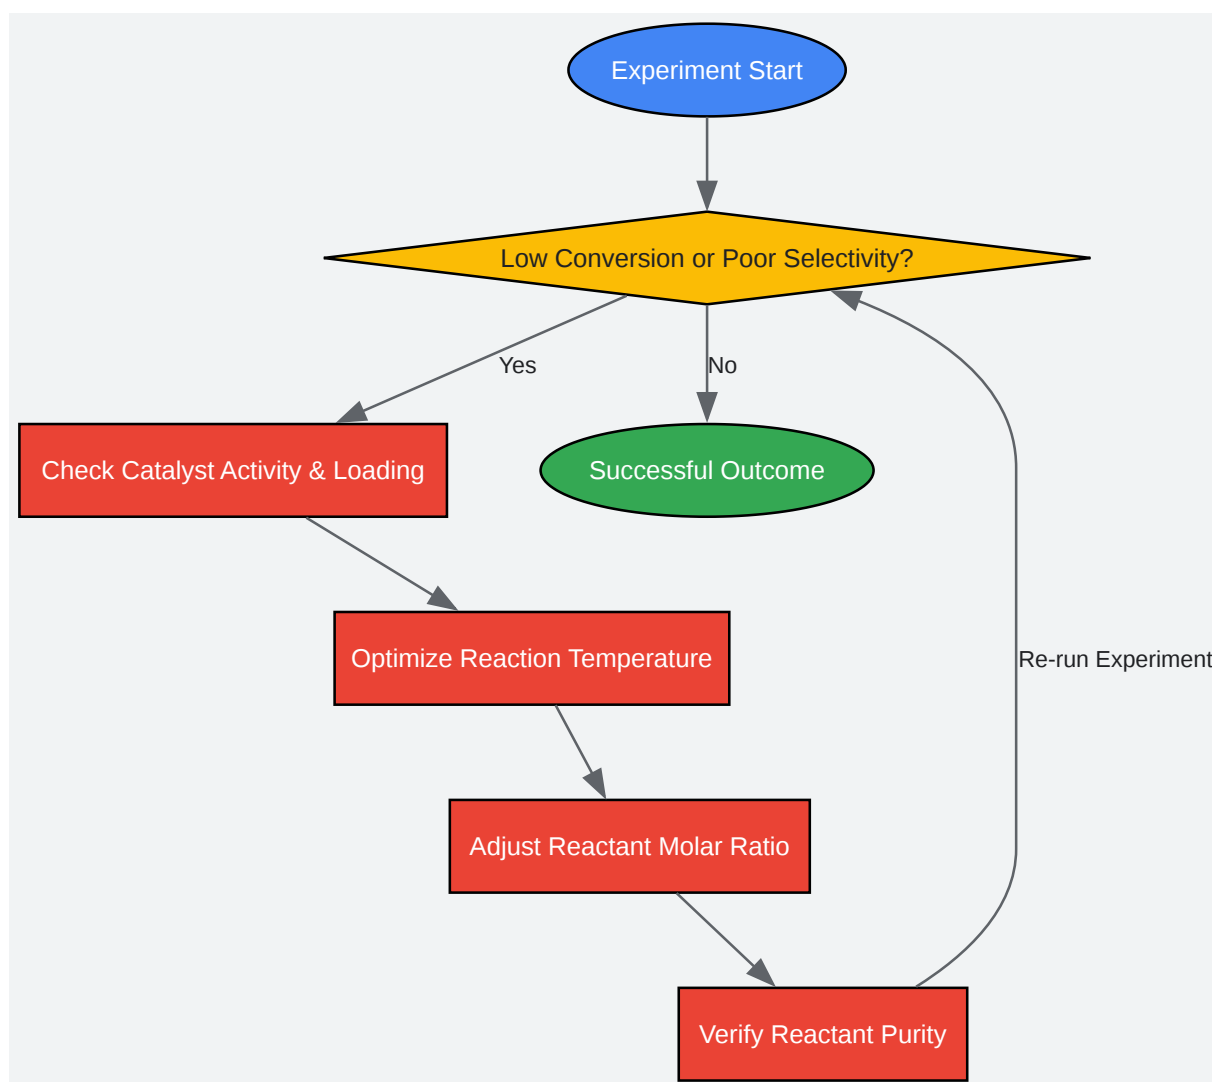 Experiment Start
Low Conversion or Poor Selectivity?
Yes
No
Check Catalyst Activity & Loading
Successful Outcome
Optimize Reaction Temperature
Re-run Experiment
Adjust Reactant Molar Ratio
Verify Reactant Purity